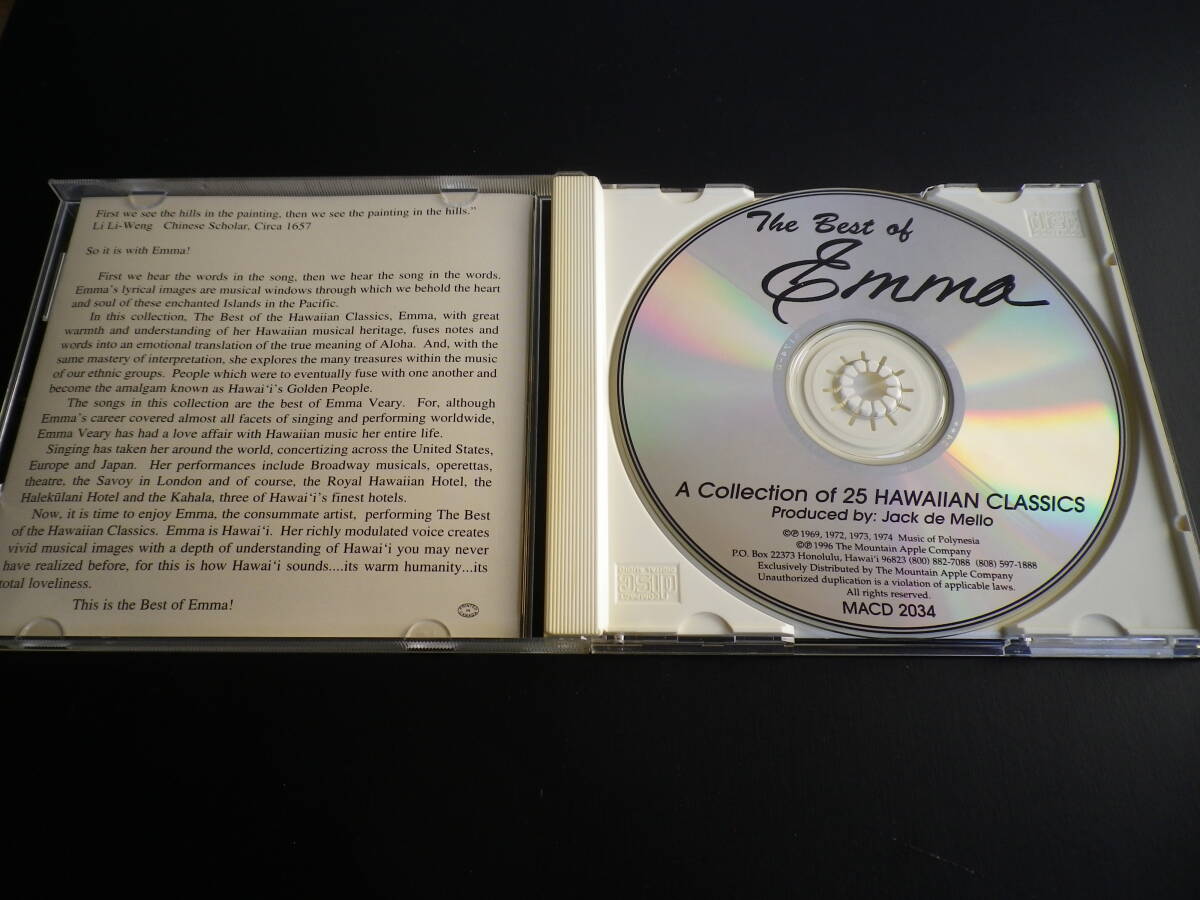 First we see the hills in the painting, then we see the painting in the hills."
Li Li-Weng Chinese Scholar, Circa 1657
So it is with Emma!
First we hear the words in the song, then we hear the song in the words.
Emma's lyrical images are musical windows through which we behold the heart
and soul of these enchanted Islands in the Pacific.
In this collection, The Best of the Hawaiian Classics, Emma, with great
warmth and understanding of her Hawaiian musical heritage, fuses notes and
words into an emotional translation of the true meaning of Aloha. And, with the
same mastery of interpretation, she explores the many treasures within the music
of our ethnic groups. People which were to eventually fuse with one another and
become the amalgam known as Hawai'i's Golden People.
The songs in this collection are the best of Emma Veary. For, although
Emma's career covered almost all facets of singing and performing worldwide,
Emma Veary has had a love affair with Hawaiian music her entire life.
Singing has taken her around the world, concertizing across the United States,
Europe and Japan. Her performances include Broadway musicals, operettas,
theatre, the Savoy in London and of course, the Royal Hawaiian Hotel, the
Halekūlani Hotel and the Kahala, three of Hawai'i's finest hotels.
Now, it is time to enjoy Emma, the consummate artist, performing The Best
of the Hawaiian Classics. Emma is Hawai'i. Her richly modulated voice creates
vivid musical images with a depth of understanding of Hawai'i you may never
have realized before, for this is how Hawai'i sounds....its warm humanity...its
total loveliness.
This is the Best of Emma!
The Best of
Emma
A Collection of 25 HAWAIIAN CLASSICS
Produced by: Jack de Mello
©℗ 1969, 1972, 1973, 1974 Music of Polynesia
©℗ 1996 The Mountain Apple Company
P.O. Box 22373 Honolulu, Hawai'i 96823 (800) 882-7088 (808) 597-1888
Exclusively Distributed by The Mountain Apple Company
Unauthorized duplication is a violation of applicable laws.
All rights reserved.
MACD 2034